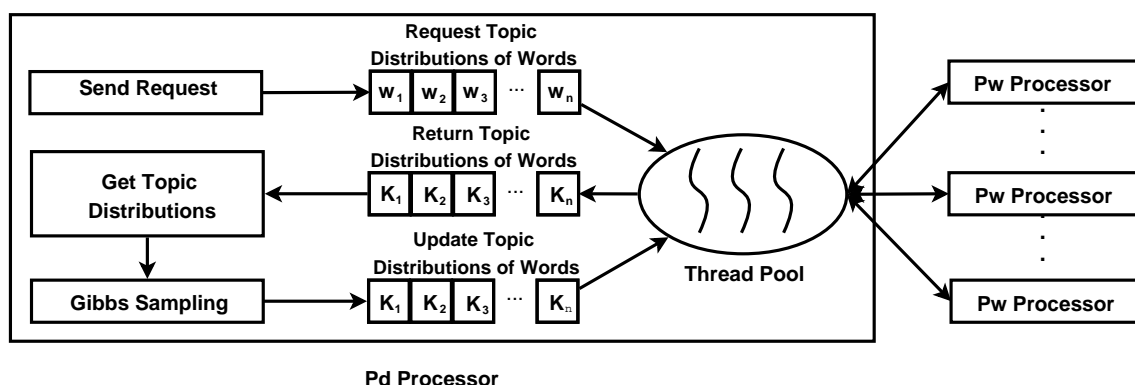 Request Topic
Distributions of Words
Send Request
w1 w2 w3 ... wn
Pw Processor
Return Topic
Distributions of Words
Get Topic
Distributions
K1 K2 K3 ... Kn
Pw Processor
Update Topic
Distributions of Words
Thread Pool
Gibbs Sampling
K1 K2 K3 ... Kn
Pw Processor
Pd Processor